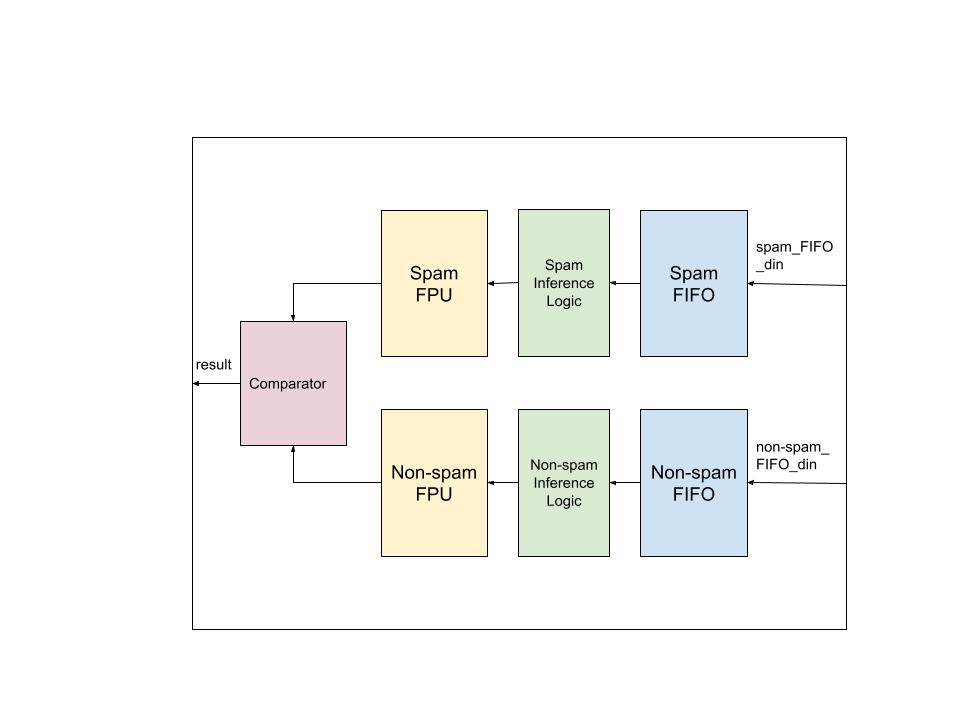 Spam
FPU
Spam
Inference
Logic
Spam
FIFO
spam_FIFO
_din
result
Comparator
Non-spam
FPU
Non-spam
Inference
Logic
Non-spam
FIFO
non-spam_
FIFO_din